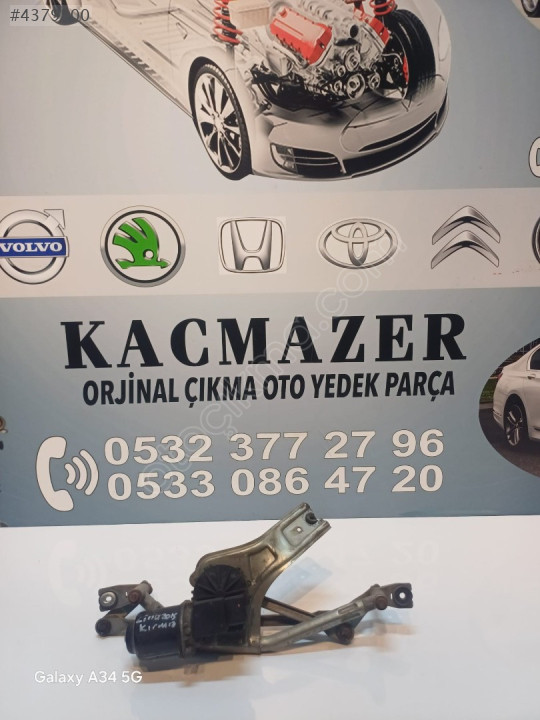 #4379 00
VOLVO
KACMAZER
ORJİNAL ÇIKMA OTO YEDEK PARÇA
0532 377 27 96
0533 086 47 20
Galaxy A34 5G